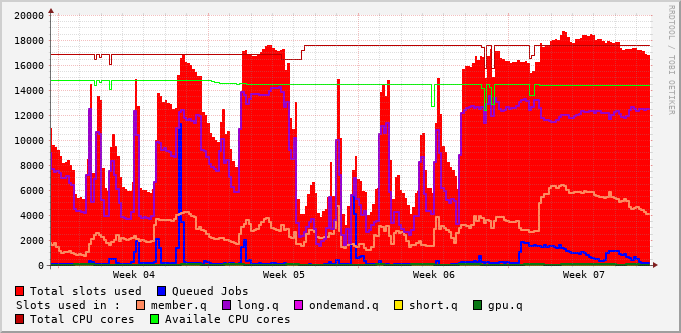 20000
18000
16000
14000
12000
10000
8000
6000
4000
2000
0
Week 04 Week 05 Week 06 Week 07
RRDTOOL / TOBI OETIKER
Total slots used Queued Jobs
Slots used in : member.q long.q ondemand.q short.q gpu.q
Total CPU cores Availale CPU cores